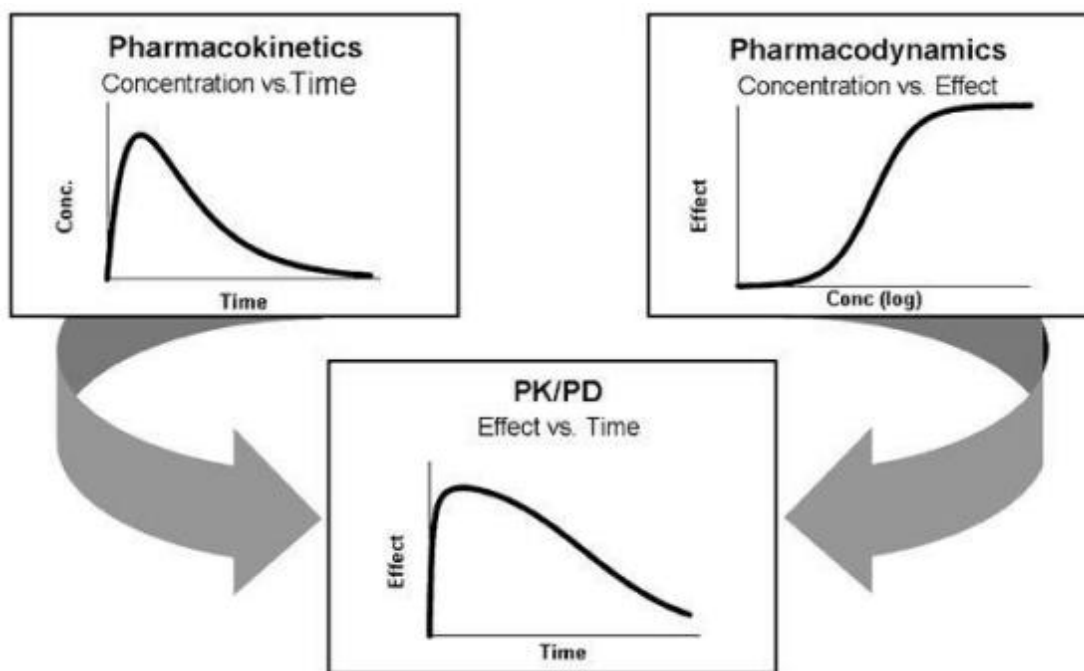 Pharmacokinetics
Concentration vs.Time
Conc.
Time
Pharmacodynamics
Concentration vs. Effect
Effect
Conc (log)
PK/PD
Effect vs. Time
Effect
Time